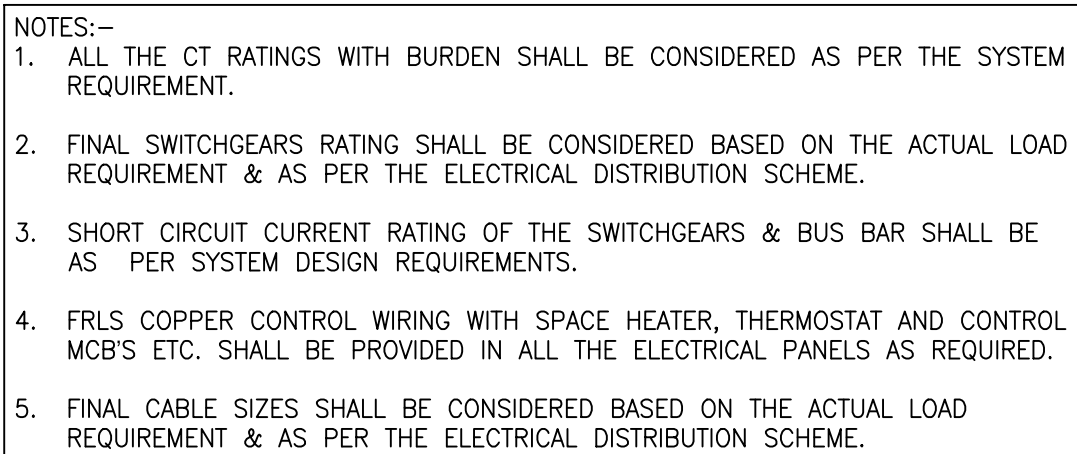 NOTES:–
1. ALL THE CT RATINGS WITH BURDEN SHALL BE CONSIDERED AS PER THE SYSTEM
REQUIREMENT.
2. FINAL SWITCHGEARS RATING SHALL BE CONSIDERED BASED ON THE ACTUAL LOAD
REQUIREMENT & AS PER THE ELECTRICAL DISTRIBUTION SCHEME.
3. SHORT CIRCUIT CURRENT RATING OF THE SWITCHGEARS & BUS BAR SHALL BE
AS PER SYSTEM DESIGN REQUIREMENTS.
4. FRLS COPPER CONTROL WIRING WITH SPACE HEATER, THERMOSTAT AND CONTROL
MCB'S ETC. SHALL BE PROVIDED IN ALL THE ELECTRICAL PANELS AS REQUIRED.
5. FINAL CABLE SIZES SHALL BE CONSIDERED BASED ON THE ACTUAL LOAD
REQUIREMENT & AS PER THE ELECTRICAL DISTRIBUTION SCHEME.